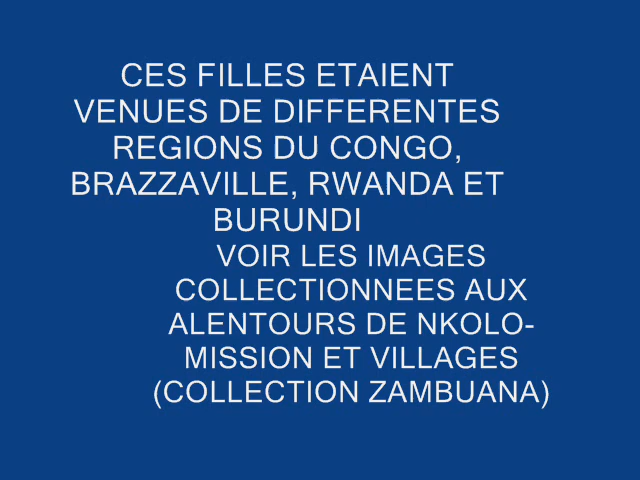 CES FILLES ETAIENT
VENUES DE DIFFERENTES
REGIONS DU CONGO,
BRAZZAVILLE, RWANDA ET
BURUNDI
VOIR LES IMAGES
COLLECTIONNEES AUX
ALENTOURS DE NKOLO-
MISSION ET VILLAGES
(COLLECTION ZAMBUANA)